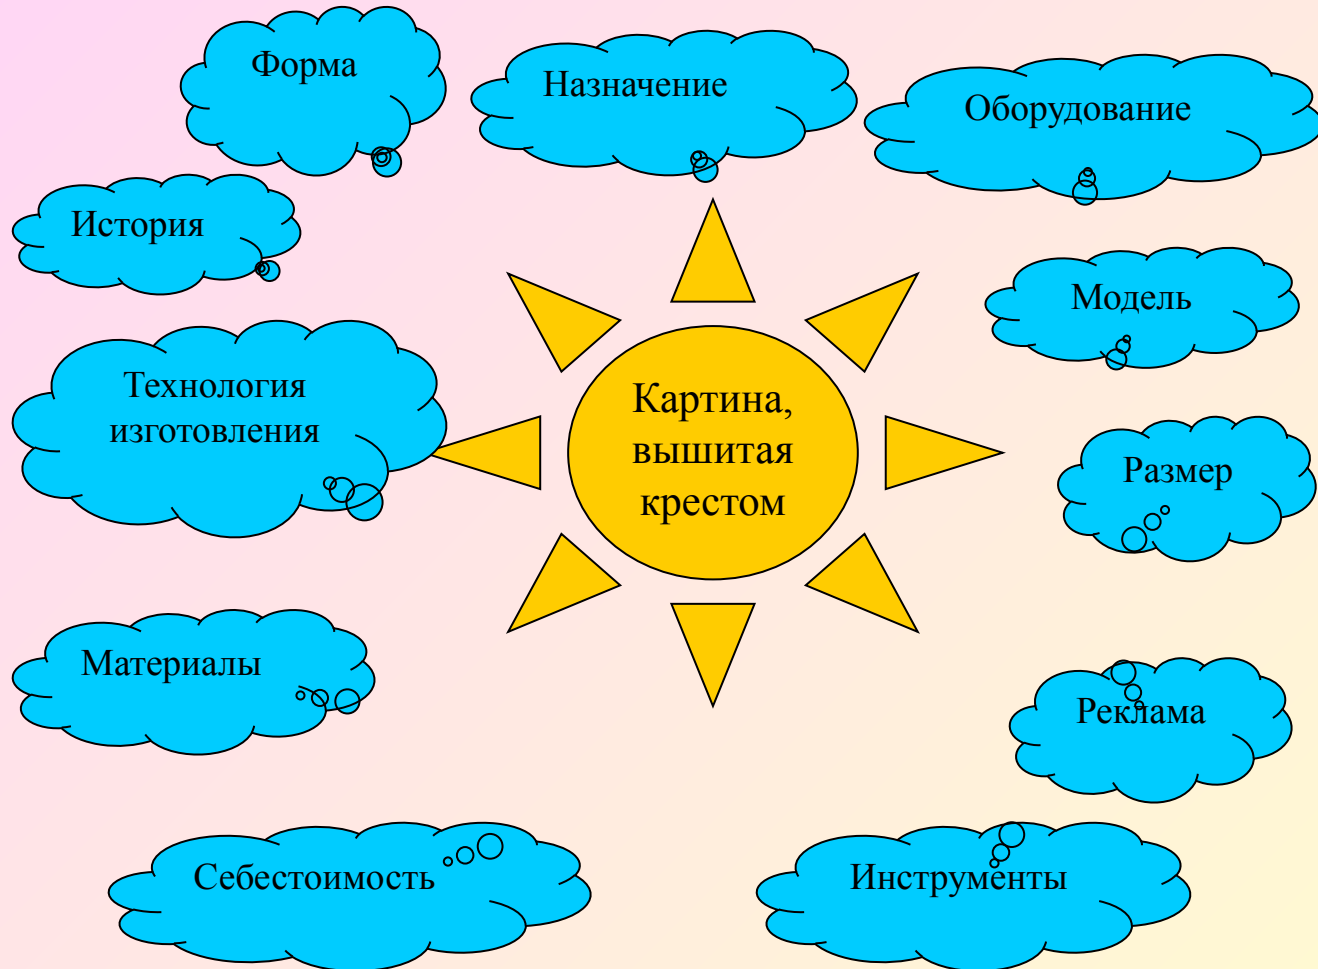 Форма
Назначение
Оборудование
История
Модель
Технология
изготовления
Картина,
вышитая
крестом
Размер
Материалы
Реклама
Себестоимость
Инструменты